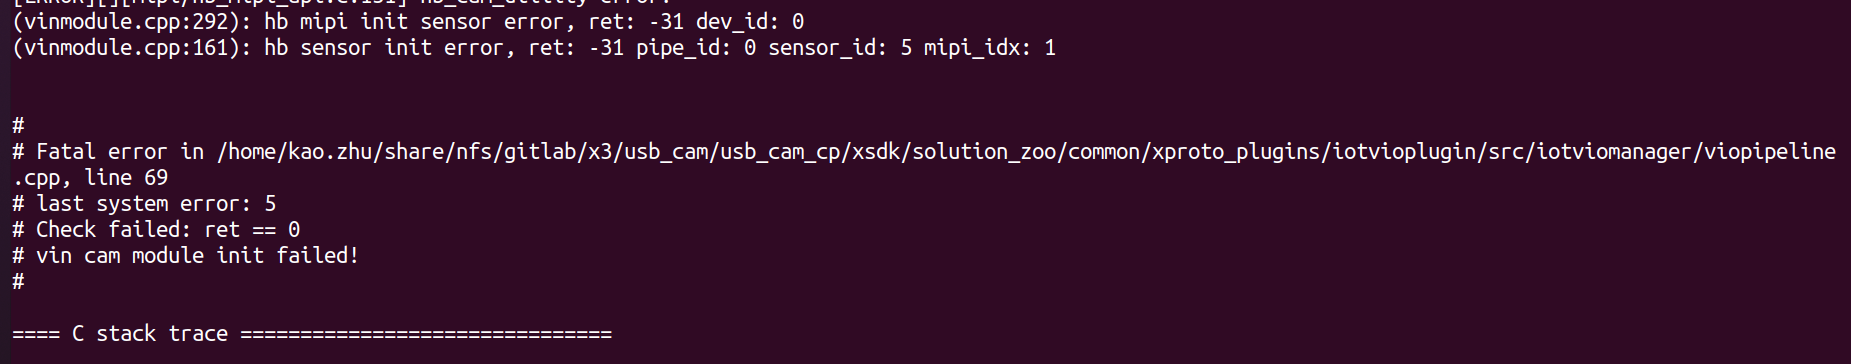 (vinmodule.cpp:292): hb mipi init sensor error, ret: -31 dev_id: 0
(vinmodule.cpp:161): hb sensor init error, ret: -31 pipe_id: 0 sensor_id: 5 mipi_idx: 1
#
# Fatal error in /home/kao.zhu/share/nfs/gitlab/x3/usb_cam/usb_cam_cp/xsdk/solution_zoo/common/xproto_plugins/iotvioplugin/src/iotviomanager/viopipeline
.cpp, line 69
# last system error: 5
# Check failed: ret == 0
# vin cam module init failed!
#
==== C stack trace ===============================